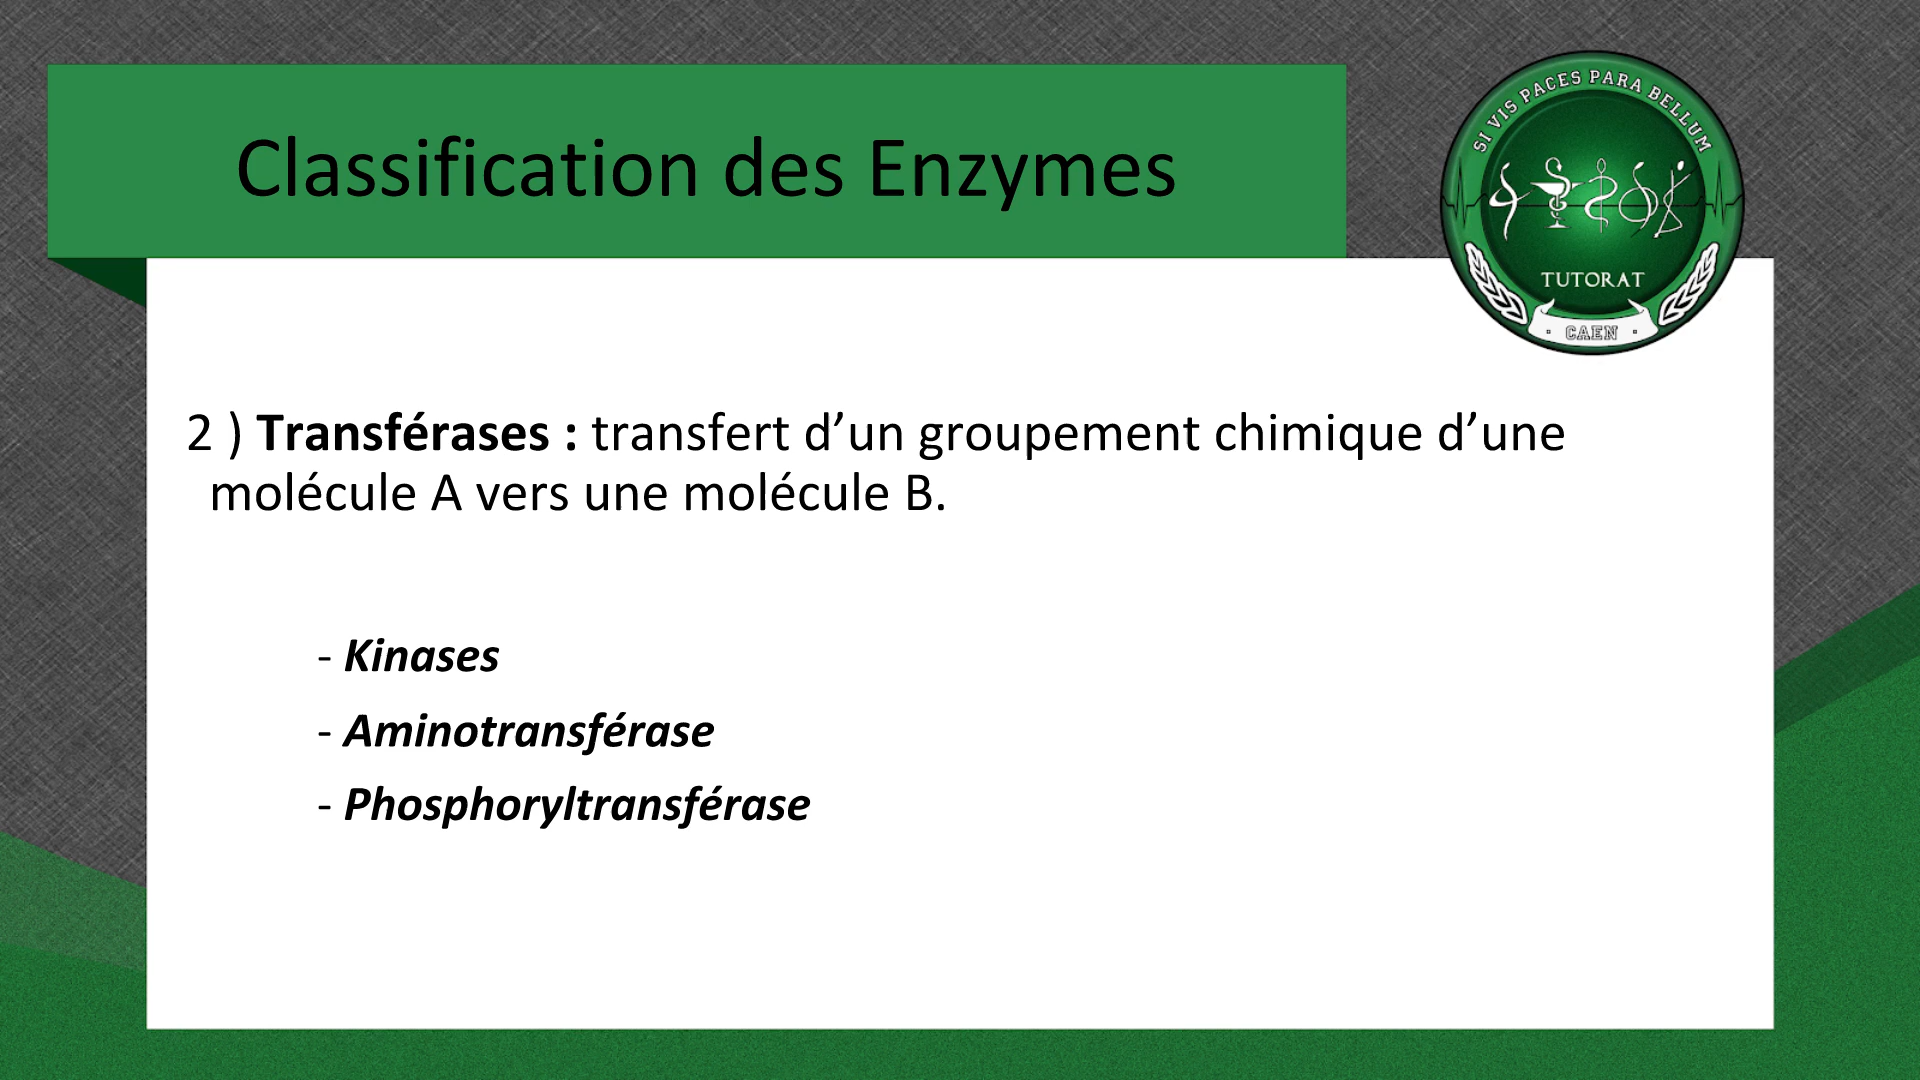 Classification des Enzymes
SI VIS PACES PARA BELLUM
TUTORAT
· CAEN ·
2 ) Transférases : transfert d’un groupement chimique d’une
molécule A vers une molécule B.
- Kinases
- Aminotransférase
- Phosphoryltransférase